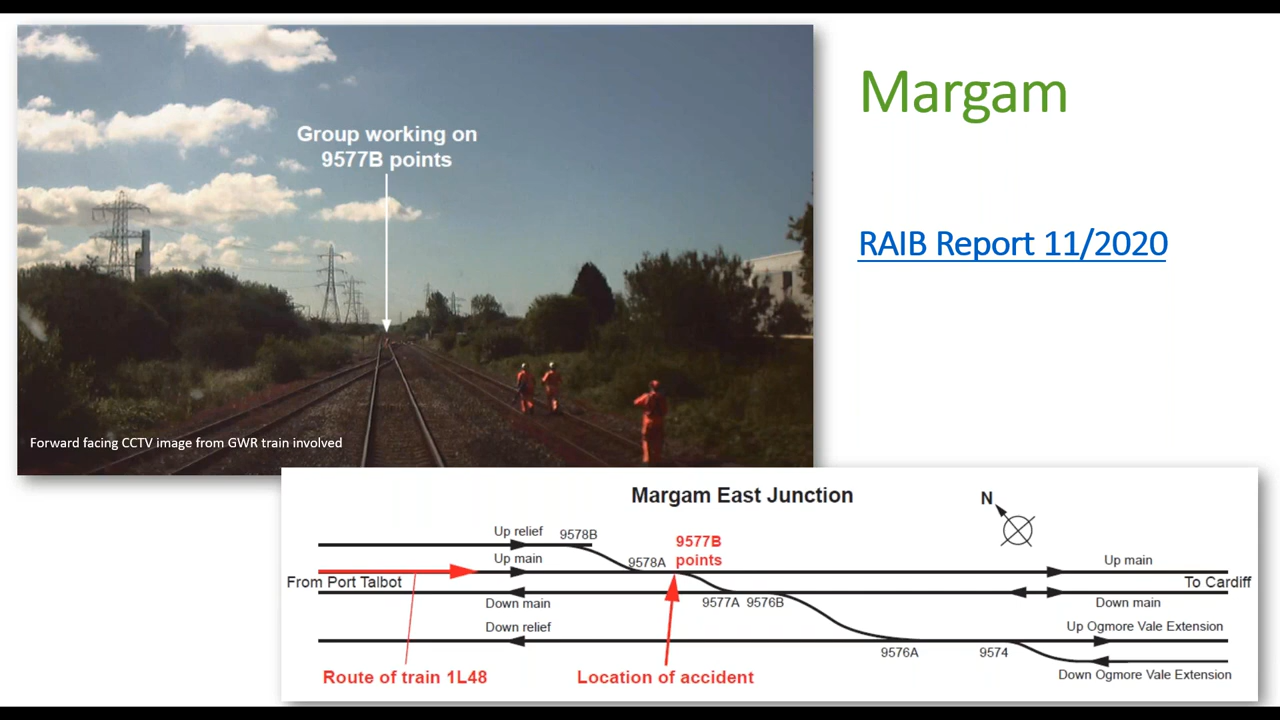 Margam
Group working on
9577B points
RAIB Report 11/2020
Forward facing CCTV image from GWR train involved
Margam East Junction
N
Up relief
9578B
9577B
points
Up main
9578A
Up main
From Port Talbot
To Cardiff
Down main
9577A
9576B
Down main
Down relief
Up Ogmore Vale Extension
9576A
9574
Route of train 1L48
Location of accident
Down Ogmore Vale Extension